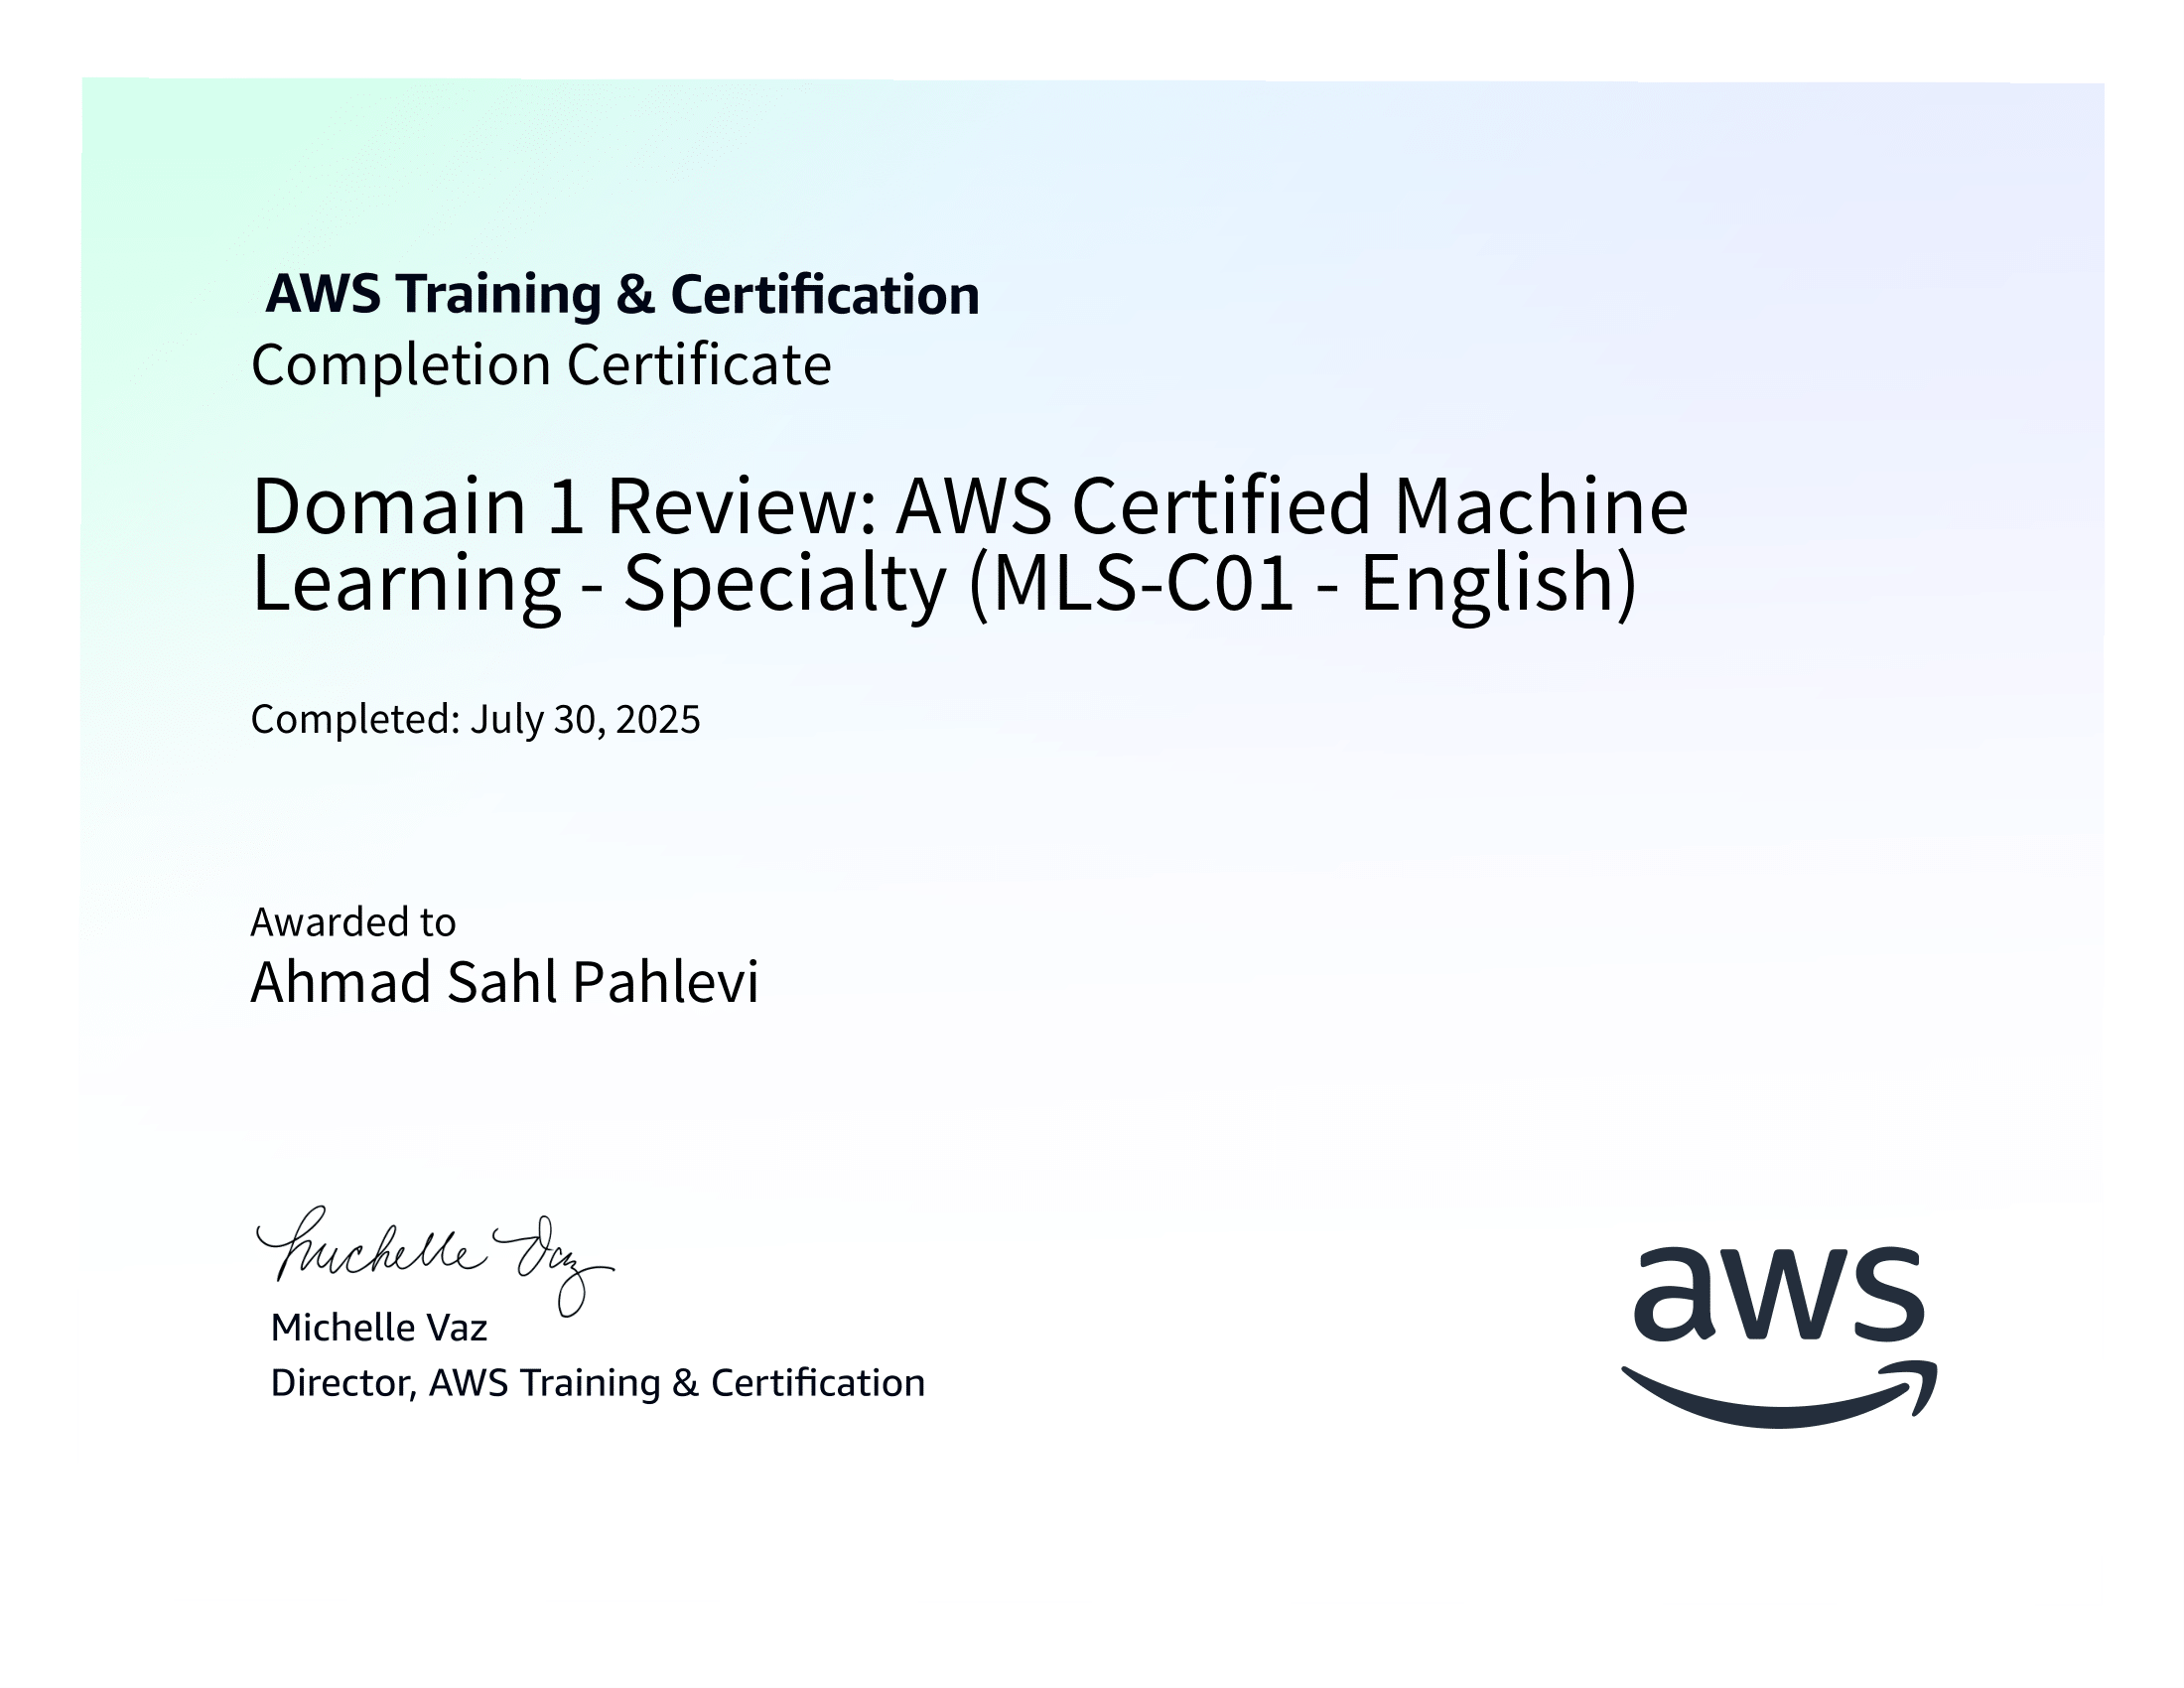 AWS Training & Certification
Completion Certificate
Domain 1 Review: AWS Certified Machine
Learning - Specialty (MLS-C01 - English)
Completed: July 30, 2025
Awarded to
Ahmad Sahl Pahlevi
Michelle Vaz
Michelle Vaz
Director, AWS Training & Certification
aws